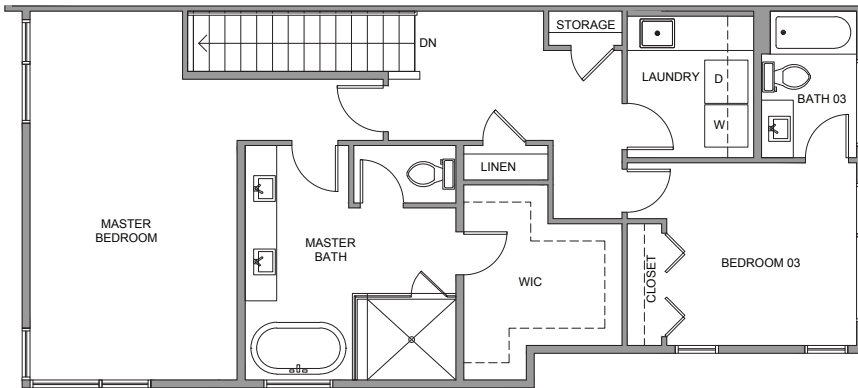 STORAGE
DN
LAUNDRY
D
W
BATH 03
LINEN
MASTER
BEDROOM
MASTER
BATH
WIC
CLOSET
BEDROOM 03